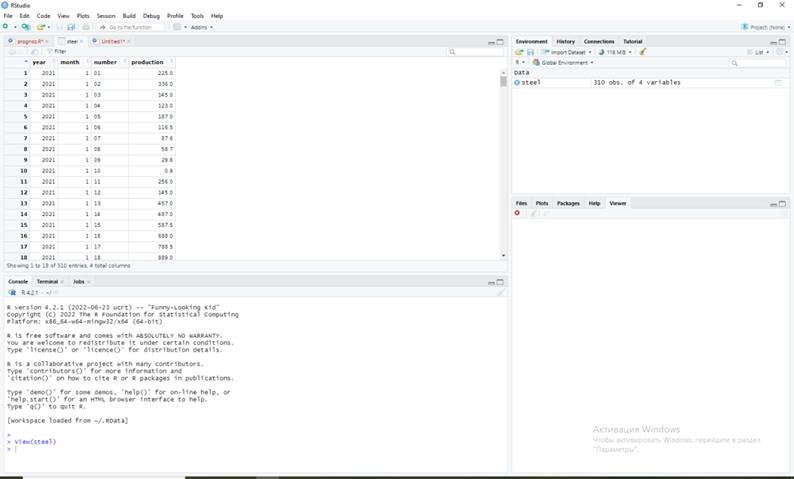 RStudio
File Edit Code View Plots Session Build Debug Profile Tools Help
Go to file/function
Addins
Project: (None)
prognoz.R*
steel
Untitled1*
Filter
year month number production
1 2021 1 01 225.0
2 2021 1 02 336.0
3 2021 1 03 145.0
4 2021 1 04 123.0
5 2021 1 05 187.0
6 2021 1 06 116.5
7 2021 1 07 87.6
8 2021 1 08 58.7
9 2021 1 09 29.8
10 2021 1 10 0.9
11 2021 1 11 256.0
12 2021 1 12 145.0
13 2021 1 13 457.0
14 2021 1 14 487.0
15 2021 1 15 587.5
16 2021 1 16 688.0
17 2021 1 17 788.5
18 2021 1 18 889.0
Showing 1 to 18 of 310 entries, 4 total columns
Console Terminal Jobs
R 4.2.1 · ~/
R version 4.2.1 (2022-06-23 ucrt) -- "Funny-Looking Kid"
Copyright (C) 2022 The R Foundation for Statistical Computing
Platform: x86_64-w64-mingw32/x64 (64-bit)
R is free software and comes with ABSOLUTELY NO WARRANTY.
You are welcome to redistribute it under certain conditions.
Type 'license()' or 'licence()' for distribution details.
R is a collaborative project with many contributors.
Type 'contributors()' for more information and
'citation()' on how to cite R or R packages in publications.
Type 'demo()' for some demos, 'help()' for on-line help, or
'help.start()' for an HTML browser interface to help.
Type 'q()' to quit R.
[workspace loaded from ~/.RData]
>
> View(steel)
>
Environment History Connections Tutorial
Import Dataset
118 MiB
List
R
Global Environment
Data
steel 310 obs. of 4 variables
Files Plots Packages Help Viewer
Активация Windows
Чтобы активировать Windows, перейдите в раздел
"Параметры".